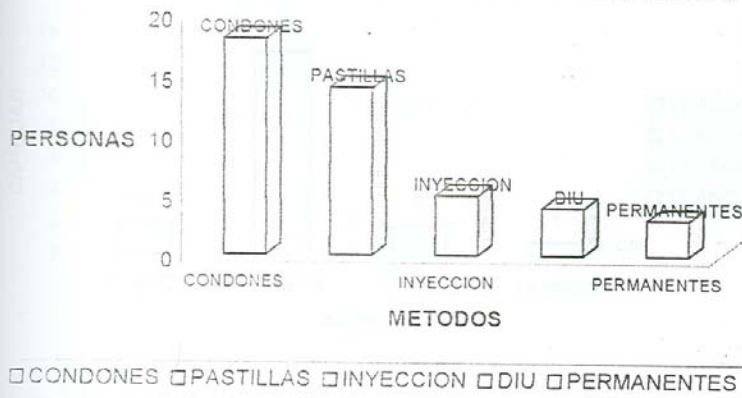 20
CONDONES
15
PASTILLAS
PERSONAS 10
INYECCION
DIU
PERMANENTES
5
0
CONDONES INYECCION PERMANENTES
METODOS
CONDONES PASTILLAS INYECCION DIU PERMANENTES